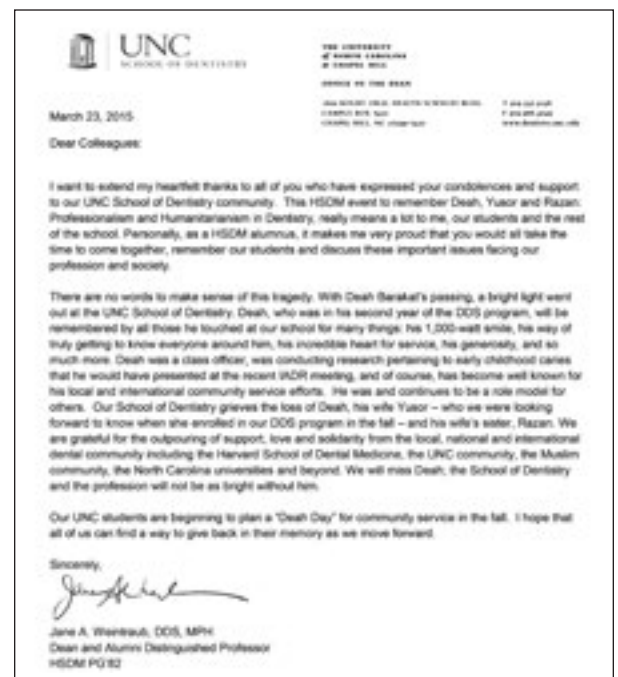 UNC
SCHOOL OF DENTISTRY
THE UNIVERSITY
of NORTH CAROLINA
at CHAPEL HILL
OFFICE OF THE DEAN
March 23, 2015
Dear Colleagues:
I want to extend my heartfelt thanks to all of you who have expressed your condolences and support
to our UNC School of Dentistry community. This HSDM event to remember Deah, Yusor and Razan:
Professionalism and Humanitarianism in Dentistry, really means a lot to me, our students and the rest
of the school. Personally, as a HSDM alumnus, it makes me very proud that you would all take the
time to come together, remember our students and discuss these important issues facing our
profession and society.
There are no words to make sense of this tragedy. With Deah Barakat's passing, a bright light went
out at the UNC School of Dentistry. Deah, who was in his second year of the DDS program, will be
remembered by all those he touched at our school for many things: his 1,000-watt smile, his way of
truly getting to know everyone around him, his incredible heart for service, his generosity, and so
much more. Deah was a class officer, was conducting research pertaining to early childhood caries
that he would have presented at the recent IADR meeting, and of course, has become well known for
his local and international community service efforts. He was and continues to be a role model for
others. Our School of Dentistry grieves the loss of Deah, his wife Yusor – who we were looking
forward to know when she enrolled in our DDS program in the fall – and his wife's sister, Razan. We
are grateful for the outpouring of support, love and solidarity from the local, national and international
dental community including the Harvard School of Dental Medicine, the UNC community, the Muslim
community, the North Carolina universities and beyond. We will miss Deah; the School of Dentistry
and the profession will not be as bright without him.
Our UNC students are beginning to plan a "Deah Day" for community service in the fall. I hope that
all of us can find a way to give back in their memory as we move forward.
Sincerely,
Jane A. Weintraub, DDS, MPH
Dean and Alumni Distinguished Professor
HSDM PG'82